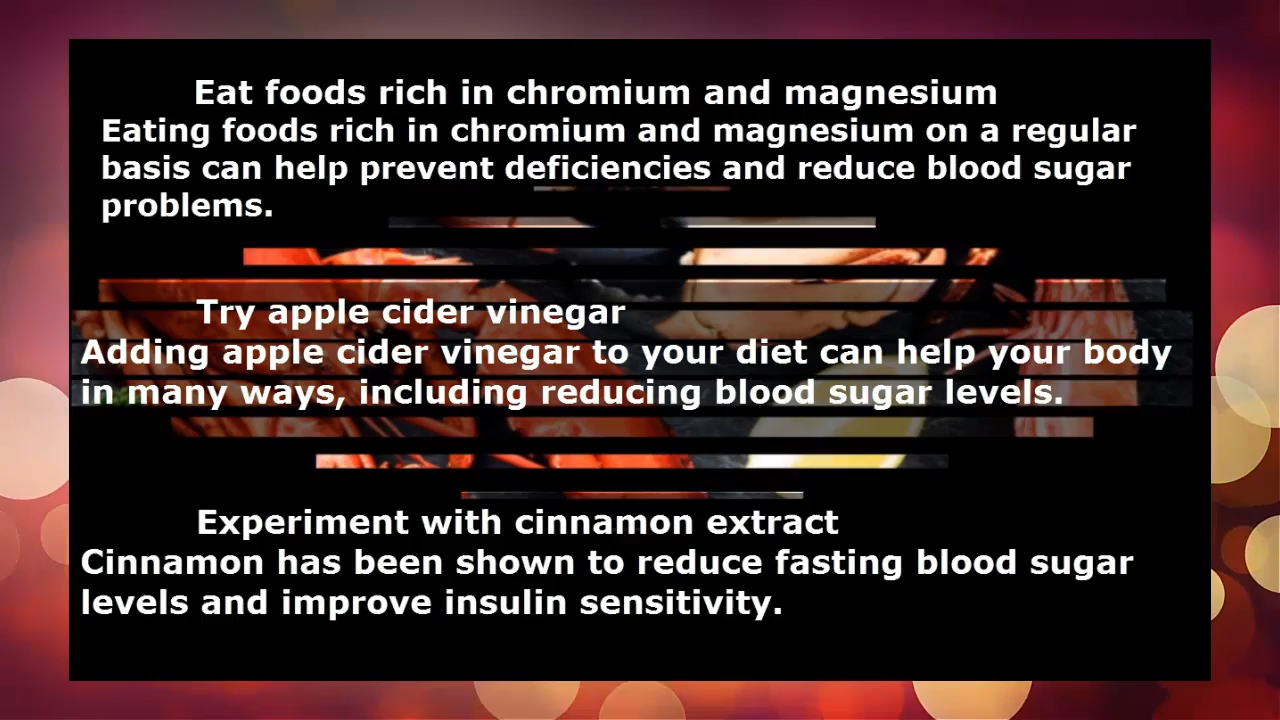 Eat foods rich in chromium and magnesium
Eating foods rich in chromium and magnesium on a regular
basis can help prevent deficiencies and reduce blood sugar
problems.
Try apple cider vinegar
Adding apple cider vinegar to your diet can help your body
in many ways, including reducing blood sugar levels.
Experiment with cinnamon extract
Cinnamon has been shown to reduce fasting blood sugar
levels and improve insulin sensitivity.